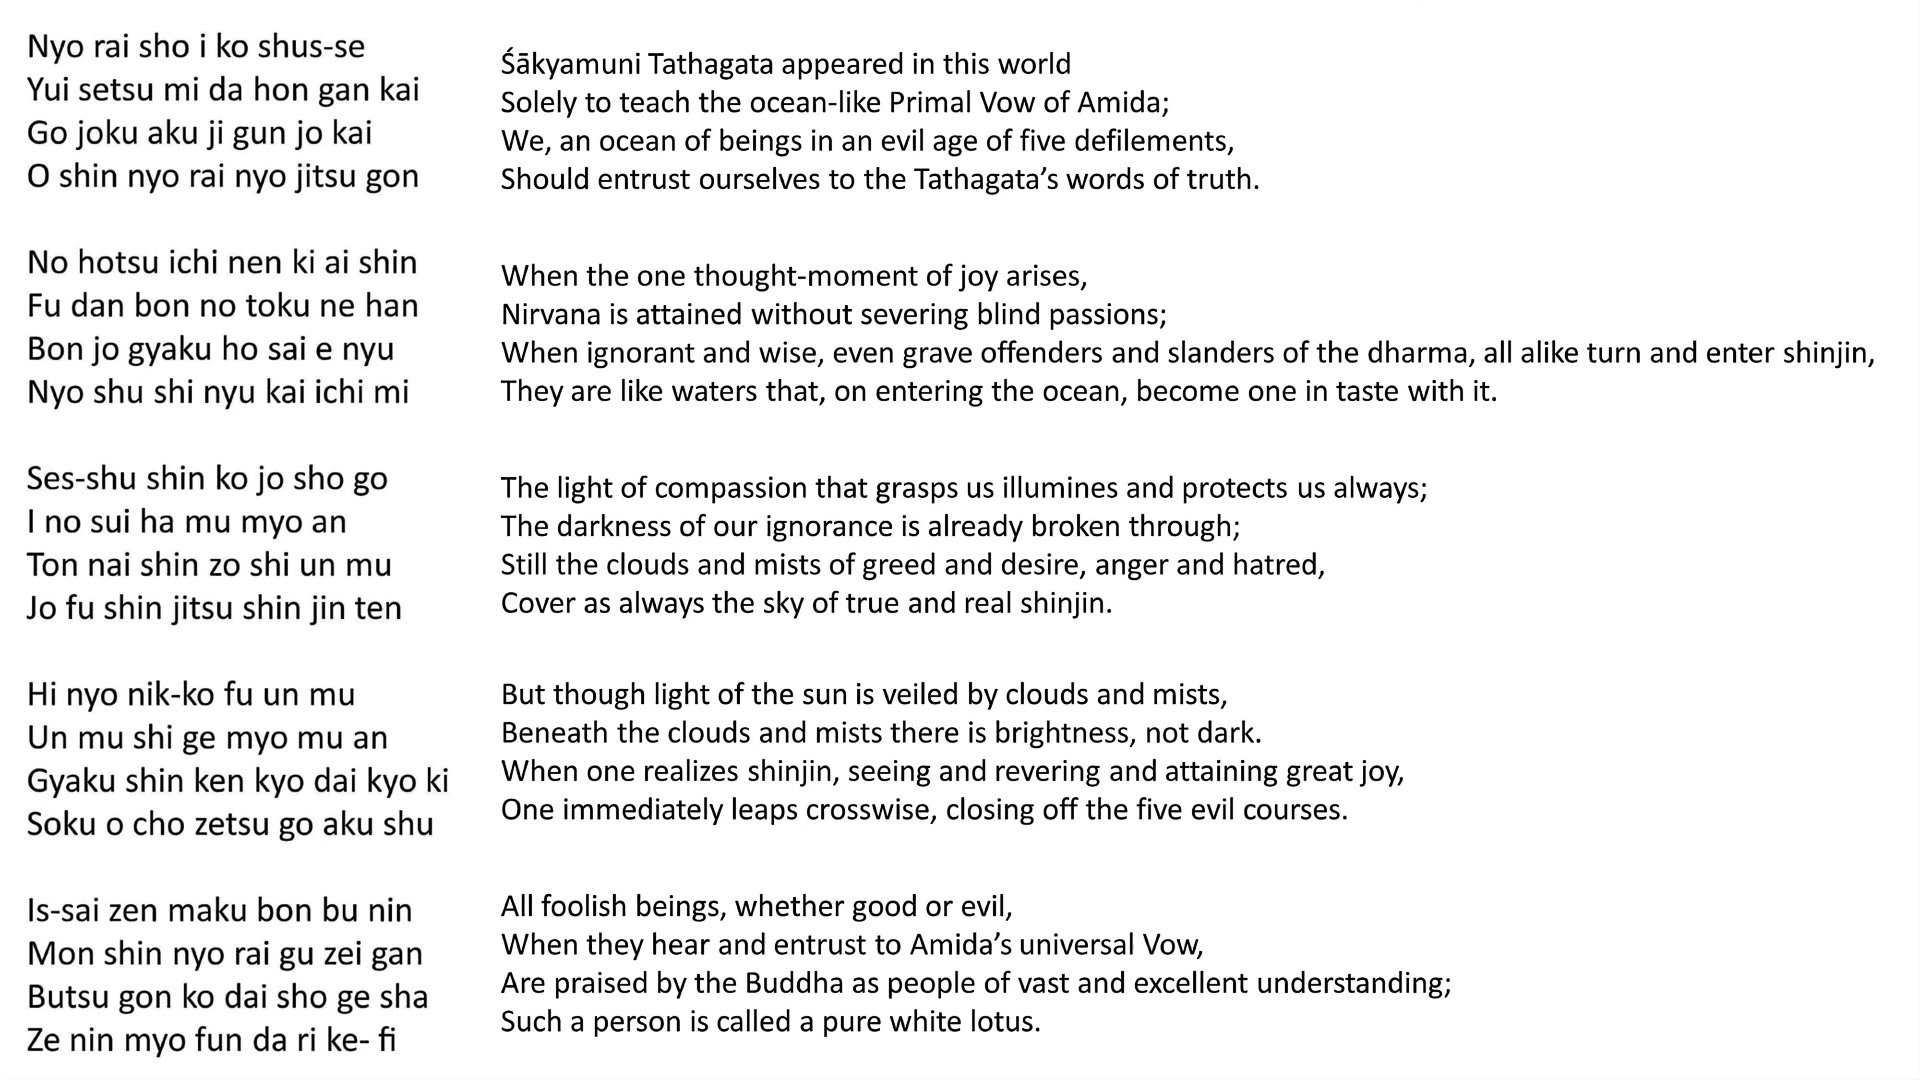 Nyo rai sho i ko shus-se
Yui setsu mi da hon gan kai
Go joku aku ji gun jo kai
O shin nyo rai nyo jitsu gon
Śākyamuni Tathagata appeared in this world
Solely to teach the ocean-like Primal Vow of Amida;
We, an ocean of beings in an evil age of five defilements,
Should entrust ourselves to the Tathagata’s words of truth.
No hotsu ichi nen ki ai shin
Fu dan bon no toku ne han
Bon jo gyaku ho sai e nyu
Nyo shu shi nyu kai ichi mi
When the one thought-moment of joy arises,
Nirvana is attained without severing blind passions;
When ignorant and wise, even grave offenders and slanders of the dharma, all alike turn and enter shinjin,
They are like waters that, on entering the ocean, become one in taste with it.
Ses-shu shin ko jo sho go
I no sui ha mu myo an
Ton nai shin zo shi un mu
Jo fu shin jitsu shin jin ten
The light of compassion that grasps us illumines and protects us always;
The darkness of our ignorance is already broken through;
Still the clouds and mists of greed and desire, anger and hatred,
Cover as always the sky of true and real shinjin.
Hi nyo nik-ko fu un mu
Un mu shi ge myo mu an
Gyaku shin ken kyo dai kyo ki
Soku o cho zetsu go aku shu
But though light of the sun is veiled by clouds and mists,
Beneath the clouds and mists there is brightness, not dark.
When one realizes shinjin, seeing and revering and attaining great joy,
One immediately leaps crosswise, closing off the five evil courses.
Is-sai zen maku bon bu nin
Mon shin nyo rai gu zei gan
Butsu gon ko dai sho ge sha
Ze nin myo fun da ri ke- fi
All foolish beings, whether good or evil,
When they hear and entrust to Amida’s universal Vow,
Are praised by the Buddha as people of vast and excellent understanding;
Such a person is called a pure white lotus.